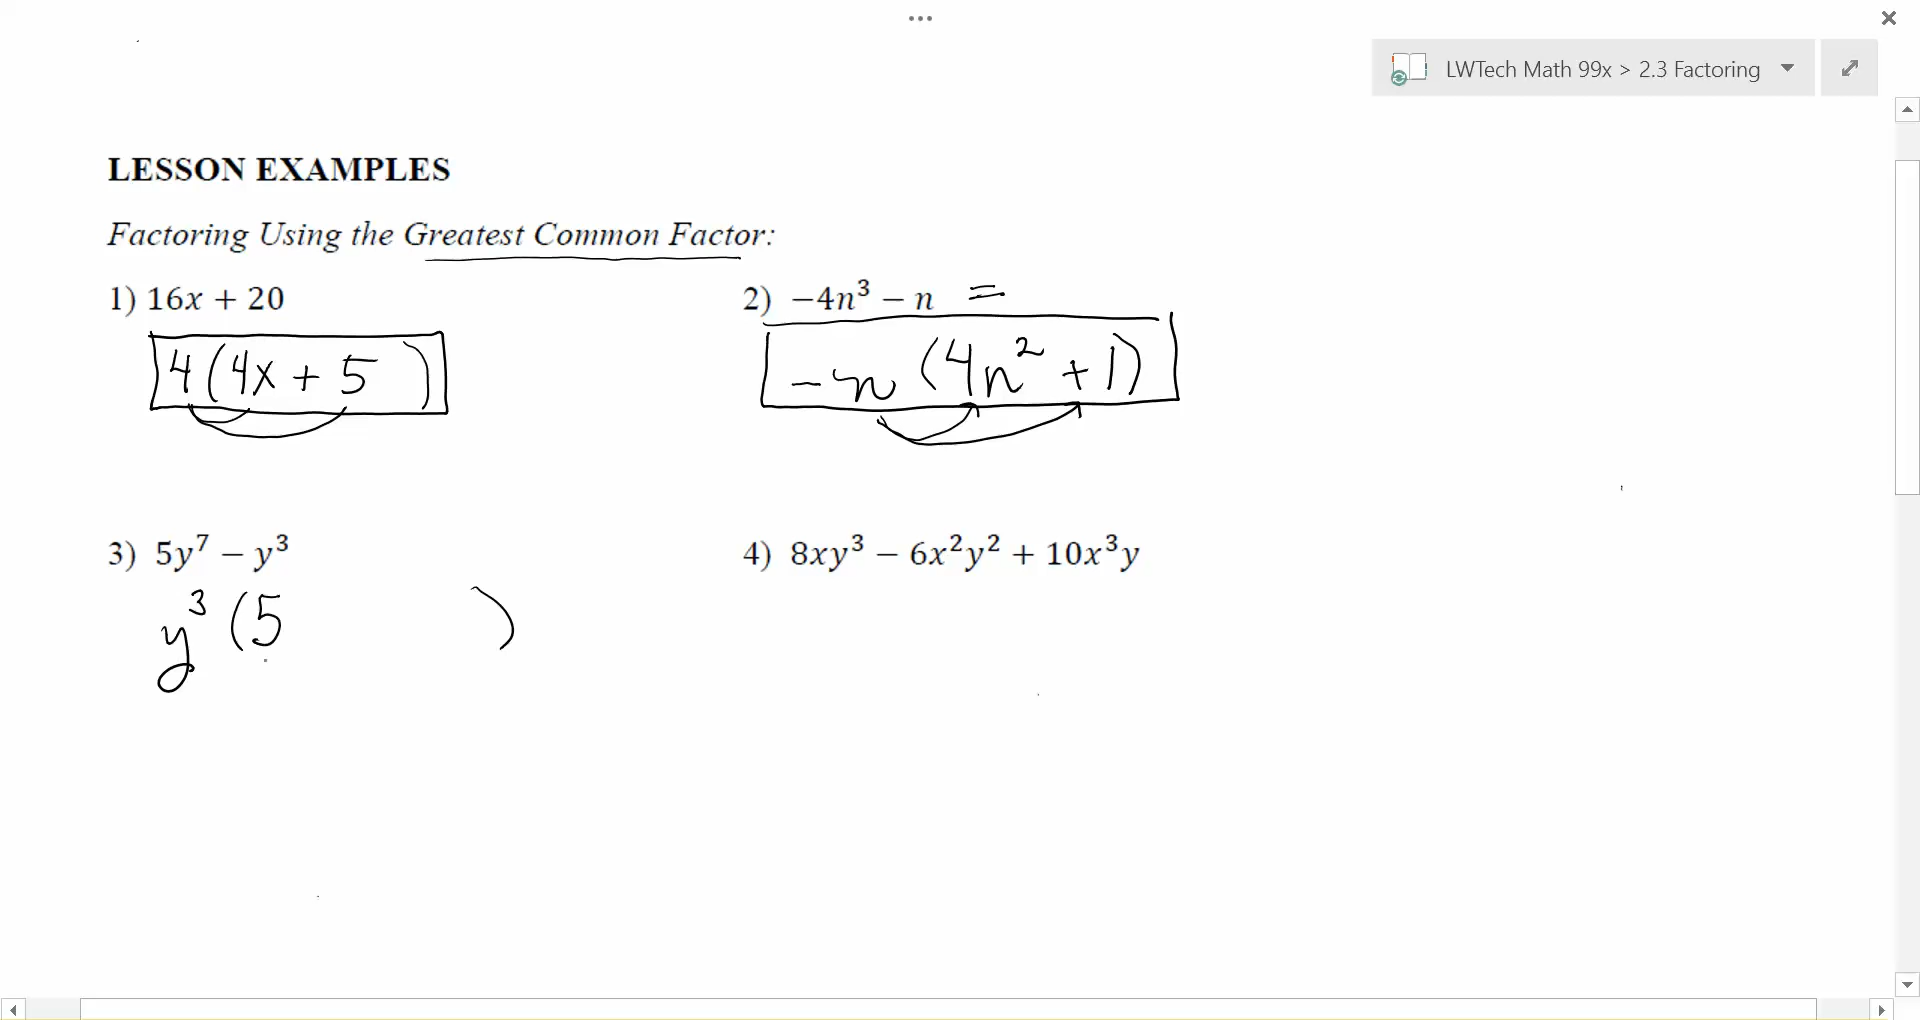 LWTech Math 99x > 2.3 Factoring
LESSON EXAMPLES
Factoring Using the Greatest Common Factor:
1) 16x + 20
4(4x + 5)
2) −4n³ − n =
−n(4n² + 1)
3) 5y⁷ − y³
y³(5 )
4) 8xy³ − 6x²y² + 10x³y